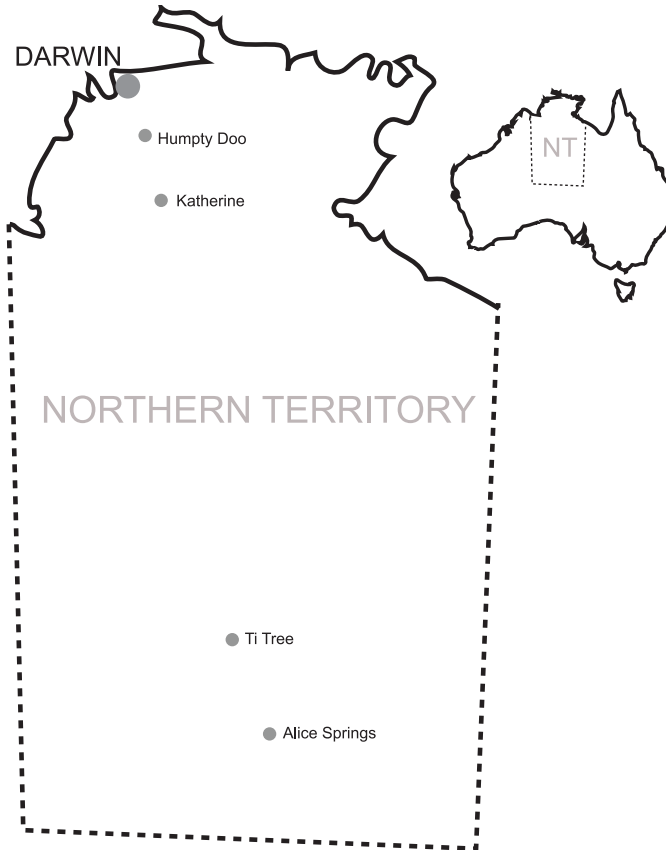 DARWIN
Humpty Doo
NT
Katherine
NORTHERN TERRITORY
Ti Tree
Alice Springs